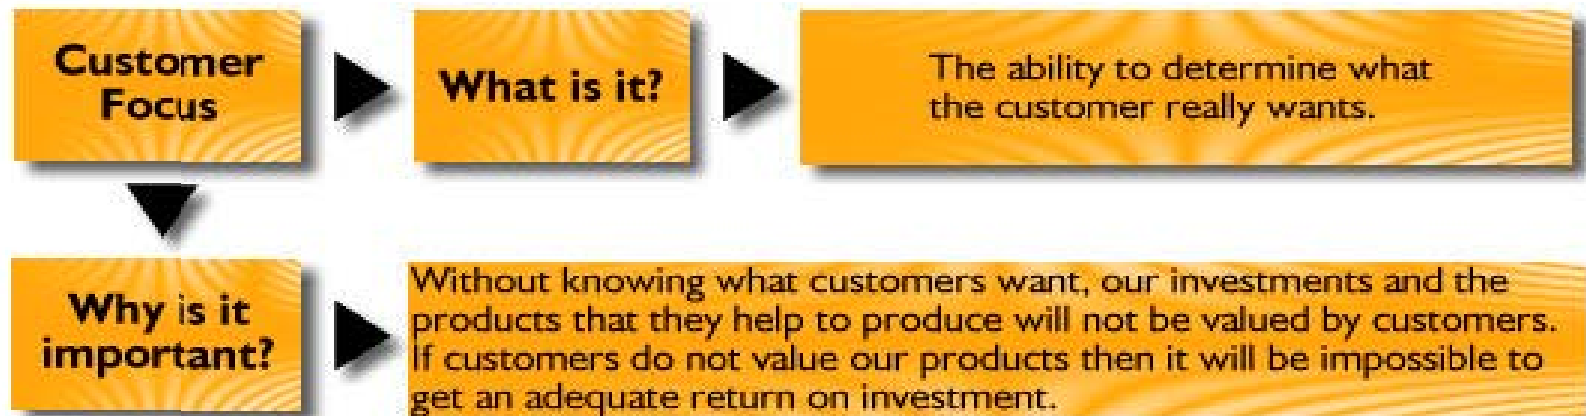 Customer
Focus
What is it?
The ability to determine what
the customer really wants.
Why is it
important?
Without knowing what customers want, our investments and the
products that they help to produce will not be valued by customers.
If customers do not value our products then it will be impossible to
get an adequate return on investment.